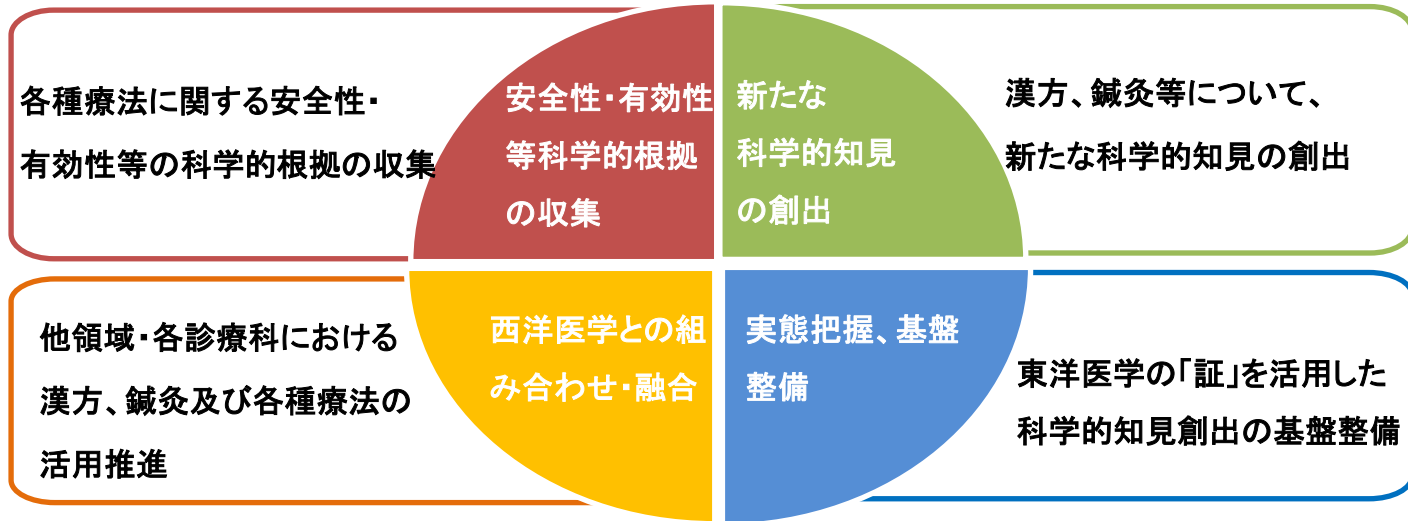 各種療法に関する安全性・
有効性等の科学的根拠の収集
安全性・有効性
等科学的根拠
の収集
新たな
科学的知見
の創出
漢方、鍼灸等について、
新たな科学的知見の創出
他領域・各診療科における
漢方、鍼灸及び各種療法の
活用推進
西洋医学との組
み合わせ・融合
実態把握、基盤
整備
東洋医学の「証」を活用した
科学的知見創出の基盤整備